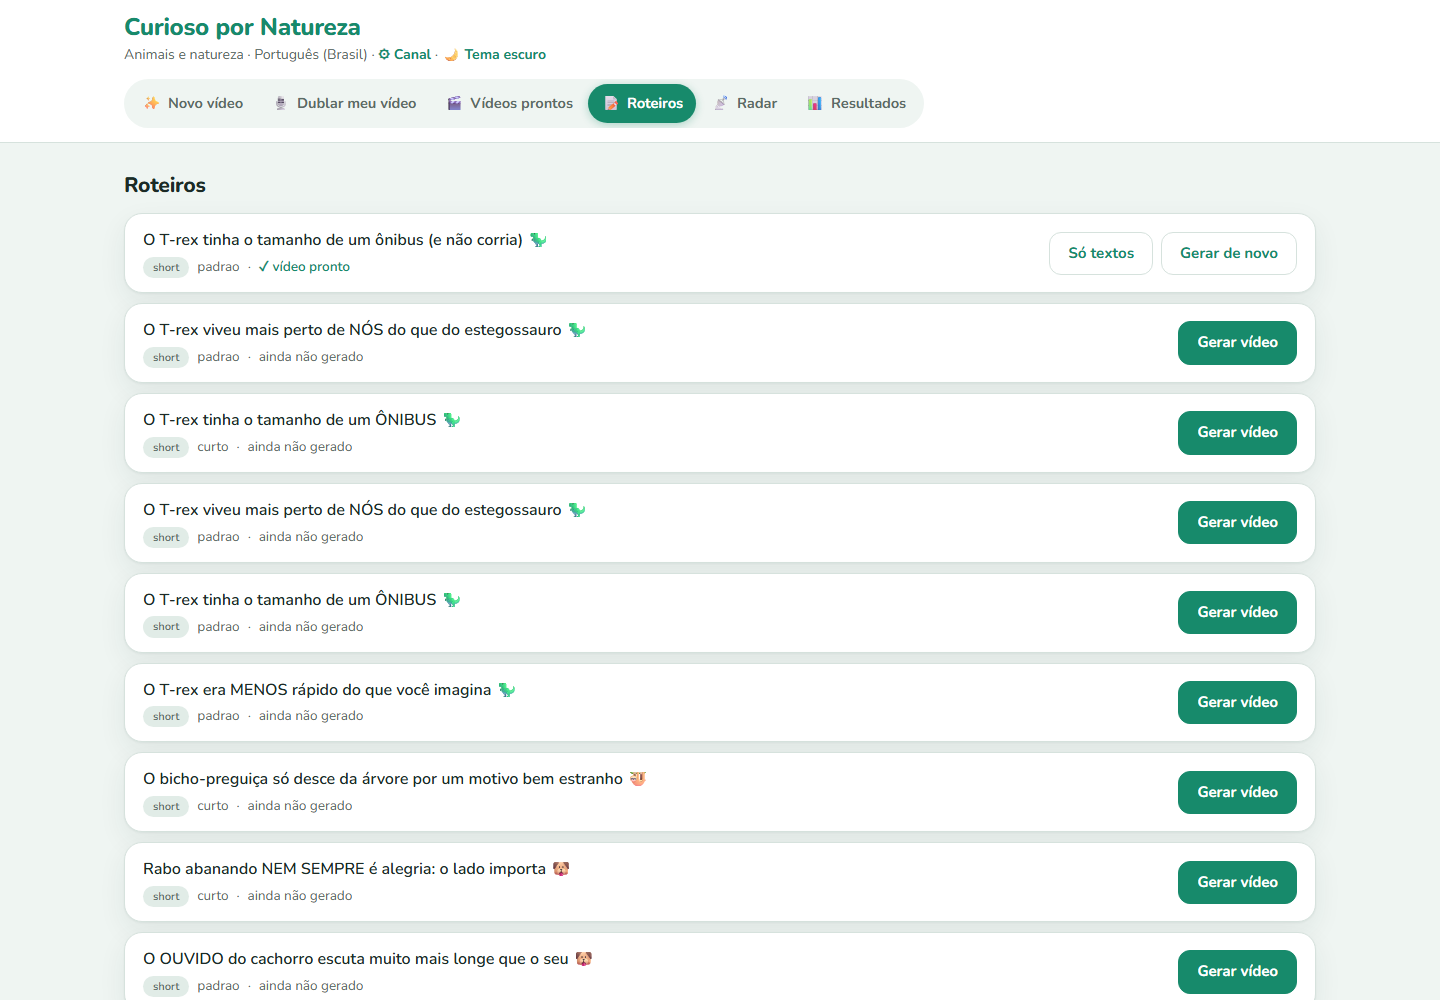 Curioso por Natureza
Animais e natureza · Português (Brasil) · ⚙ Canal · 🌙 Tema escuro
✨ Novo vídeo 🎙 Dublar meu vídeo 🎬 Vídeos prontos 📝 Roteiros 📡 Radar 📊 Resultados
Roteiros
O T-rex tinha o tamanho de um ônibus (e não corria) 🦖
short padrao · ✓ vídeo pronto
Só textos Gerar de novo
O T-rex viveu mais perto de NÓS do que do estegossauro 🦖
short padrao · ainda não gerado
Gerar vídeo
O T-rex tinha o tamanho de um ÔNIBUS 🦖
short curto · ainda não gerado
Gerar vídeo
O T-rex viveu mais perto de NÓS do que do estegossauro 🦖
short padrao · ainda não gerado
Gerar vídeo
O T-rex tinha o tamanho de um ÔNIBUS 🦖
short padrao · ainda não gerado
Gerar vídeo
O T-rex era MENOS rápido do que você imagina 🦖
short padrao · ainda não gerado
Gerar vídeo
O bicho-preguiça só desce da árvore por um motivo bem estranho 🦥
short curto · ainda não gerado
Gerar vídeo
Rabo abanando NEM SEMPRE é alegria: o lado importa 🐶
short curto · ainda não gerado
Gerar vídeo
O OUVIDO do cachorro escuta muito mais longe que o seu 🐶
short padrao · ainda não gerado
Gerar vídeo